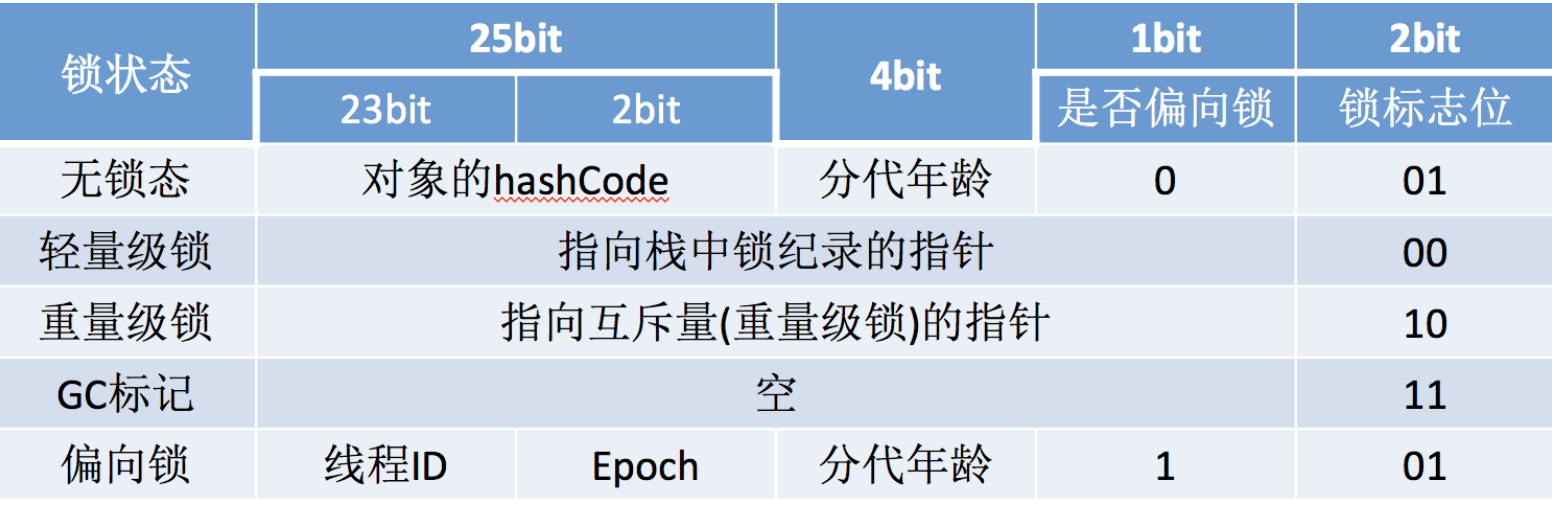 锁状态 25bit 4bit 1bit 2bit
23bit 2bit 是否偏向锁 锁标志位
无锁态 对象的hashCode 分代年龄 0 01
轻量级锁 指向栈中锁纪录的指针 00
重量级锁 指向互斥量(重量级锁)的指针 10
GC标记 空 11
偏向锁 线程ID Epoch 分代年龄 1 01